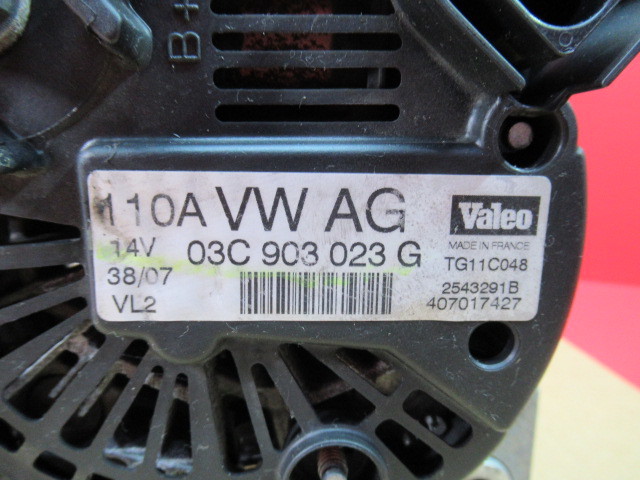 B+
110A VW AG
14V 03C 903 023 G
38/07
VL2
Valeo
MADE IN FRANCE
TG11C048
2543291B
407017427